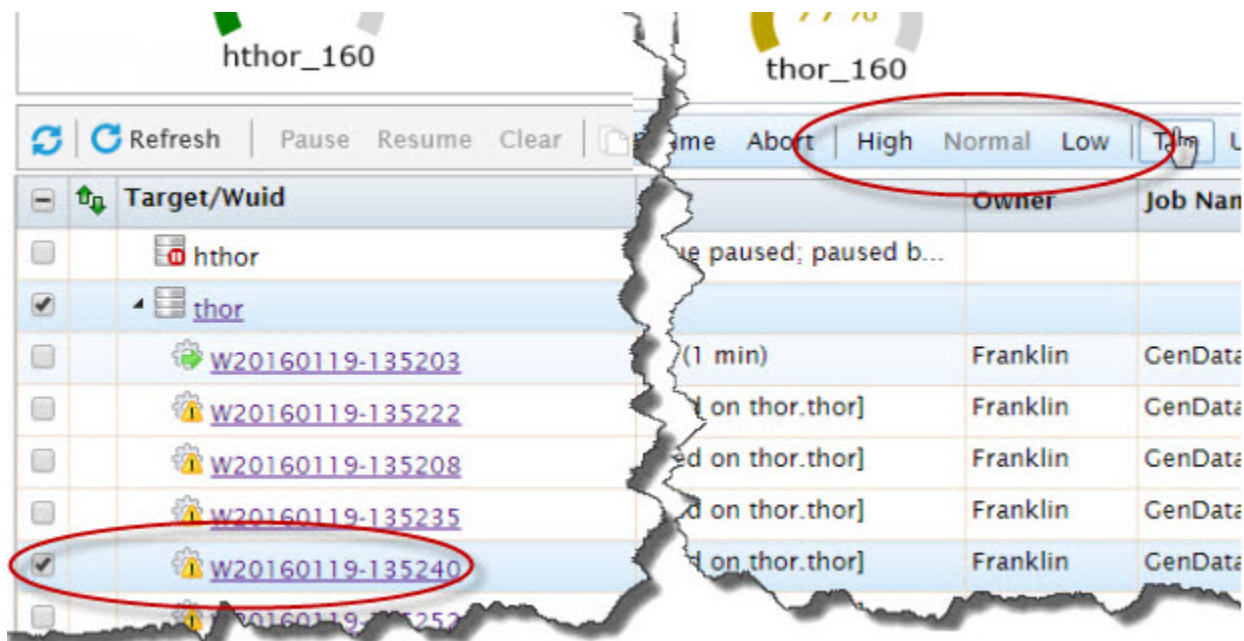 77%
hthor_160 thor_160
Refresh Pause Resume Clear me Abort High Normal Low
Target/Wuid Owner Job Nan
hthor ue paused; paused b...
thor
W20160119-135203 (1 min) Franklin GenData
W20160119-135222 d on thor.thor] Franklin GenData
W20160119-135208 ed on thor.thor] Franklin GenData
W20160119-135235 d on thor.thor] Franklin GenData
W20160119-135240 d on thor.thor] Franklin GenData